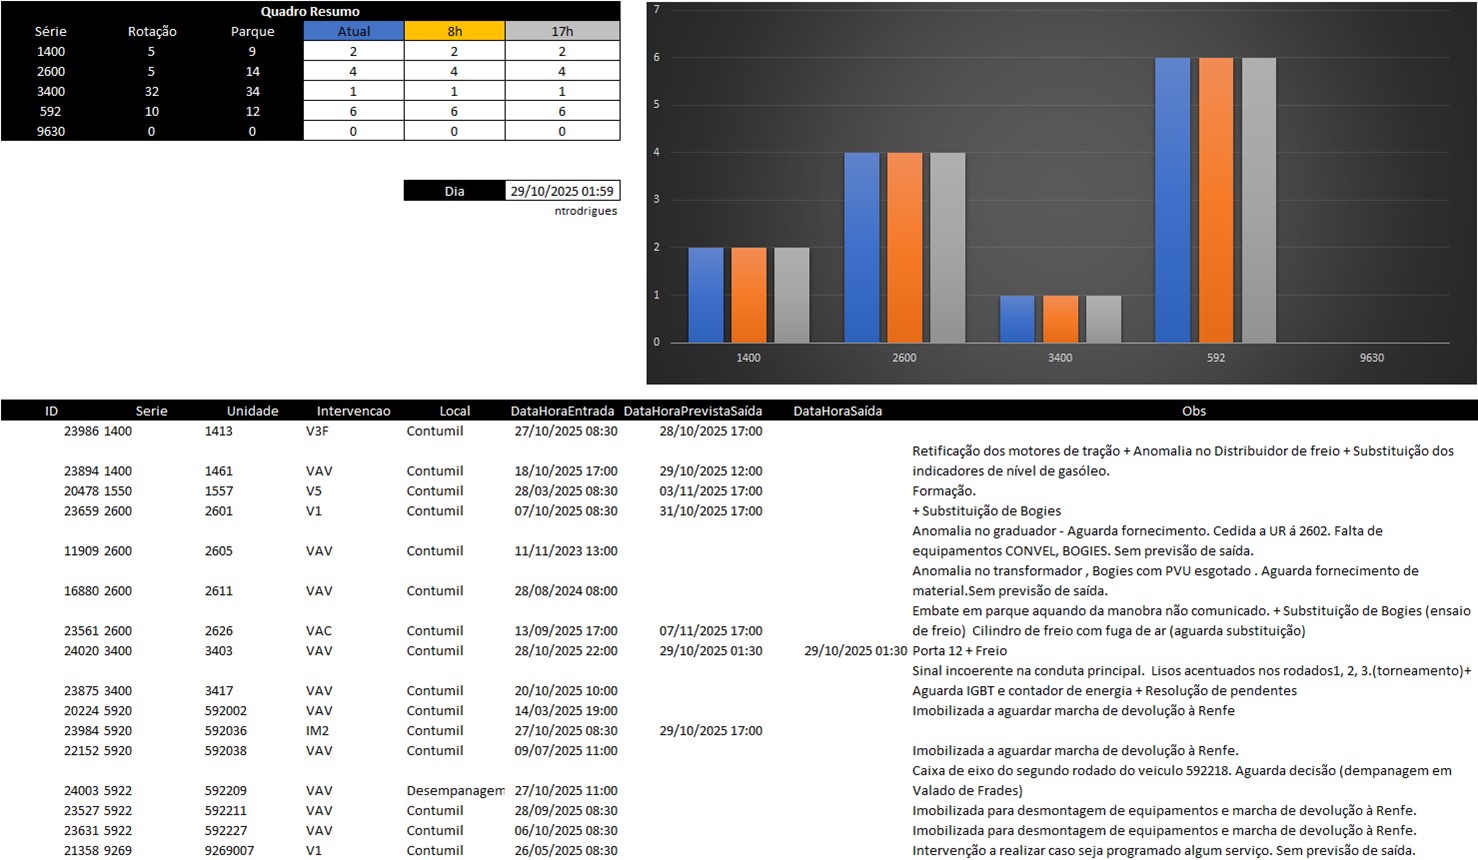 Quadro Resumo
Série Rotação Parque Atual 8h 17h
1400 5 9 2 2 2
2600 5 14 4 4 4
3400 32 34 1 1 1
592 10 12 6 6 6
9630 0 0 0 0 0
Dia 29/10/2025 01:59
ntrodrigues
7
6
5
4
3
2
1
0
1400 2600 3400 592 9630
ID Serie Unidade Intervencao Local DataHoraEntrada DataHoraPrevistaSaída DataHoraSaída Obs
23986 1400 1413 V3F Contumil 27/10/2025 08:30 28/10/2025 17:00
Retificação dos motores de tração + Anomalia no Distribuidor de freio + Substituição dos
23894 1400 1461 VAV Contumil 18/10/2025 17:00 29/10/2025 12:00 indicadores de nível de gasóleo.
20478 1550 1557 V5 Contumil 28/03/2025 08:30 03/11/2025 17:00 Formação.
23659 2600 2601 V1 Contumil 07/10/2025 08:30 31/10/2025 17:00 + Substituição de Bogies
Anomalia no graduador - Aguarda fornecimento. Cedida a UR á 2602. Falta de
11909 2600 2605 VAV Contumil 11/11/2023 13:00 equipamentos CONVEL, BOGIES. Sem previsão de saída.
Anomalia no transformador , Bogies com PVU esgotado . Aguarda fornecimento de
16880 2600 2611 VAV Contumil 28/08/2024 08:00 material.Sem previsão de saída.
Embate em parque aquando da manobra não comunicado. + Substituição de Bogies (ensaio
23561 2600 2626 VAC Contumil 13/09/2025 17:00 07/11/2025 17:00 de freio)  Cilindro de freio com fuga de ar (aguarda substituição)
24020 3400 3403 VAV Contumil 28/10/2025 22:00 29/10/2025 01:30 29/10/2025 01:30 Porta 12 + Freio
Sinal incoerente na conduta principal.  Lisos acentuados nos rodados1, 2, 3.(torneamento)+
23875 3400 3417 VAV Contumil 20/10/2025 10:00 Aguarda IGBT e contador de energia + Resolução de pendentes
20224 5920 592002 VAV Contumil 14/03/2025 19:00 Imobilizada a aguardar marcha de devolução à Renfe
23984 5920 592036 IM2 Contumil 27/10/2025 08:30 29/10/2025 17:00
22152 5920 592038 VAV Contumil 09/07/2025 11:00 Imobilizada a aguardar marcha de devolução à Renfe.
Caixa de eixo do segundo rodado do veiculo 592218. Aguarda decisão (dempanagem em
24003 5922 592209 VAV Desempanagem 27/10/2025 11:00 Valado de Frades)
23527 5922 592211 VAV Contumil 28/09/2025 08:30 Imobilizada para desmontagem de equipamentos e marcha de devolução à Renfe.
23631 5922 592227 VAV Contumil 06/10/2025 08:30 Imobilizada para desmontagem de equipamentos e marcha de devolução à Renfe.
21358 9269 9269007 V1 Contumil 26/05/2025 08:30 Intervenção a realizar caso seja programado algum serviço. Sem previsão de saída.